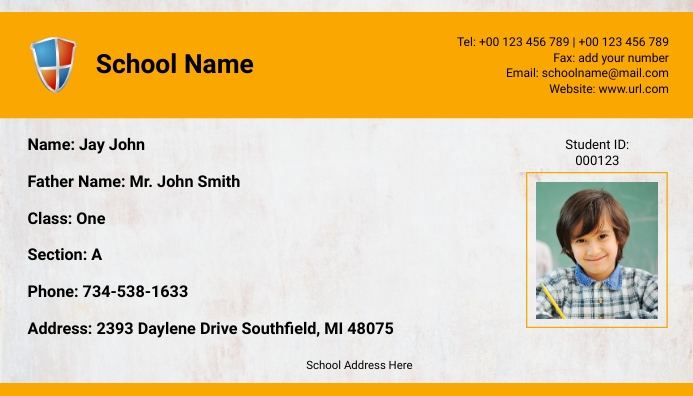 School Name
Tel: +00 123 456 789 | +00 123 456 789
Fax: add your number
Email: schoolname@mail.com
Website: www.url.com
Name: Jay John
Father Name: Mr. John Smith
Class: One
Section: A
Phone: 734-538-1633
Address: 2393 Daylene Drive Southfield, MI 48075
Student ID:
000123
School Address Here